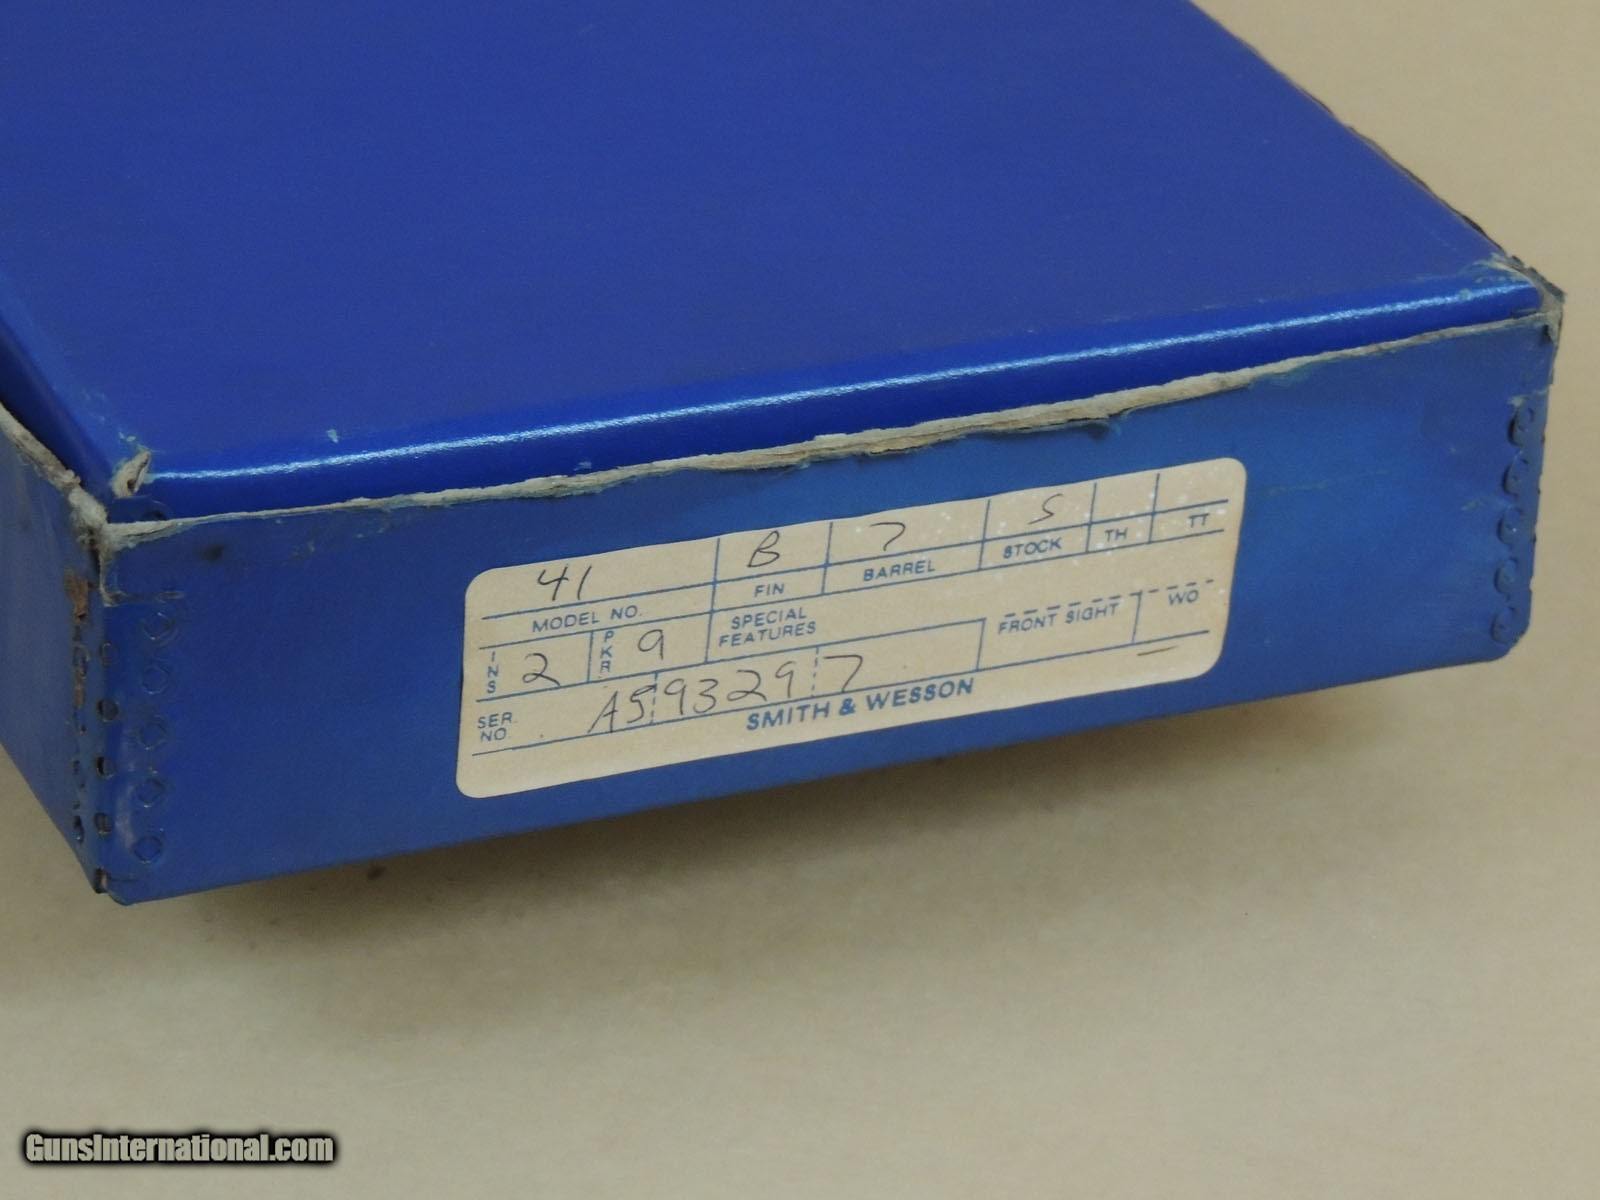 41 B 7 S
MODEL NO. FIN BARREL STOCK TH TT
INS 2 PKR 9 SPECIAL FEATURES FRONT SIGHT WO
SER. NO. A593297 —
SMITH & WESSON
GunsInternational.com